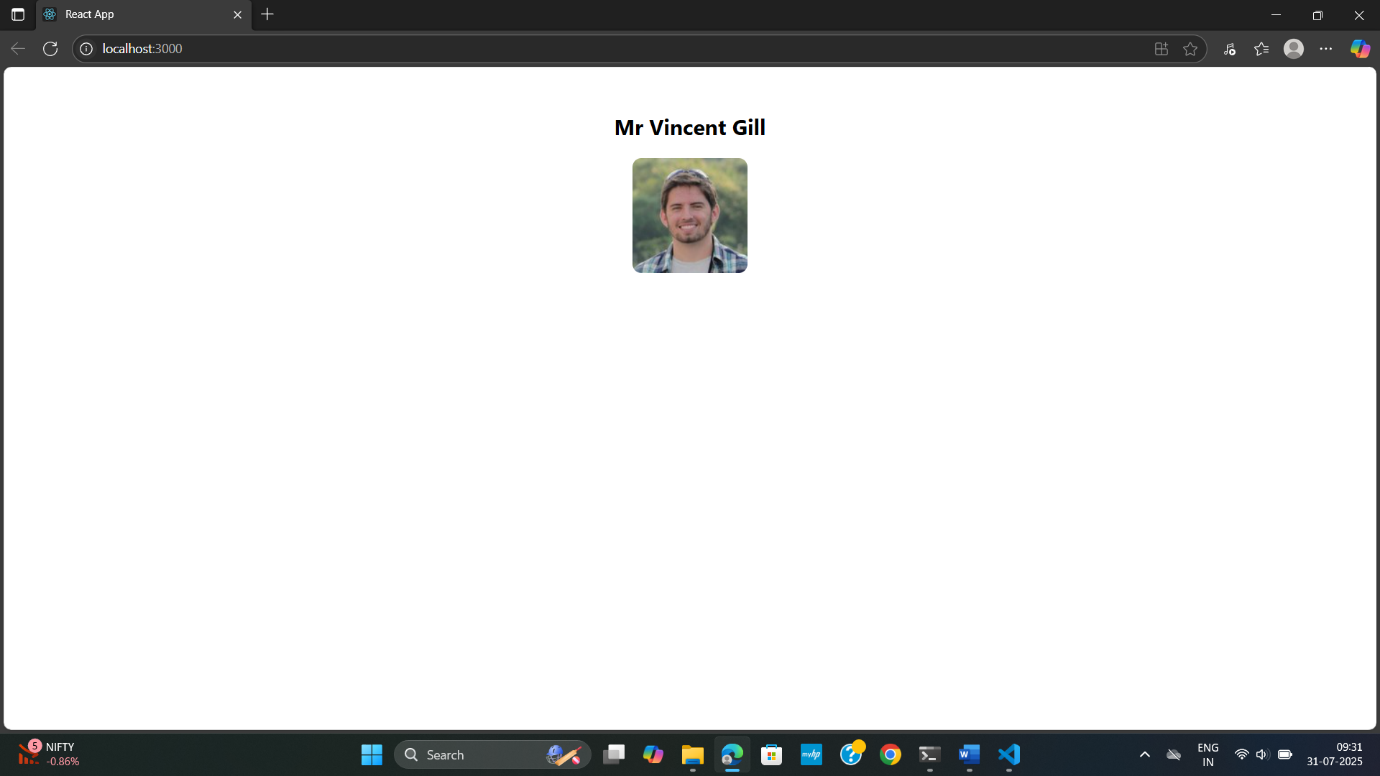 React App
localhost:3000
Mr Vincent Gill
5
NIFTY
-0.86%
Search
myhp
ENG
IN
09:31
31-07-2025